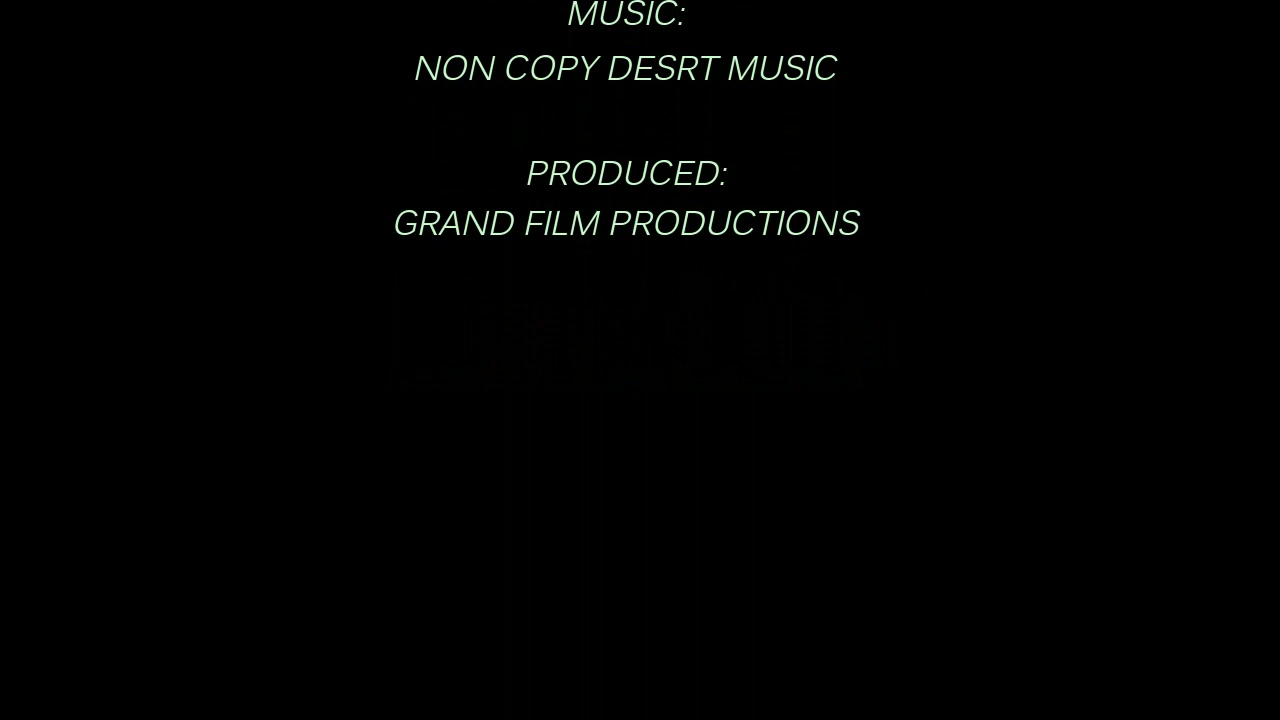 MUSIC:
NON COPY DESRT MUSIC
PRODUCED:
GRAND FILM PRODUCTIONS